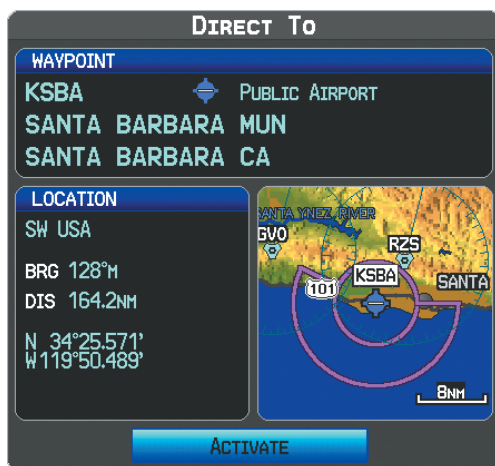 DIRECT TO
WAYPOINT
KSBA PUBLIC AIRPORT
SANTA BARBARA MUN
SANTA BARBARA CA
LOCATION
SW USA
BRG 128°M
DIS 164.2NM
N 34°25.571'
W119°50.489'
SANTA YNEZ RIVER
GVO
RZS
KSBA
101
SANTA
8NM
ACTIVATE